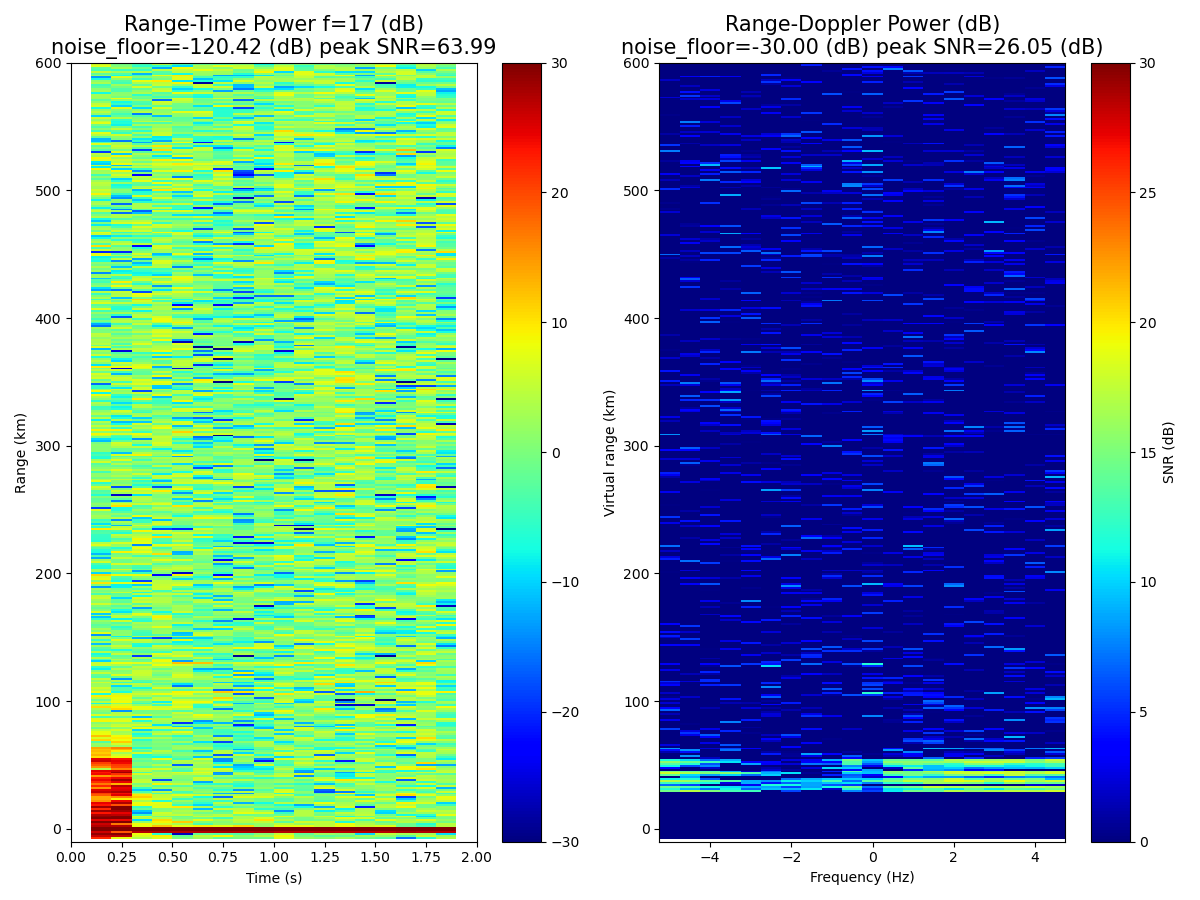 Range-Time Power f=17 (dB)
noise_floor=-120.42 (dB) peak SNR=63.99
600
500
400
300
200
100
0
Range (km)
0.00 0.25 0.50 0.75 1.00 1.25 1.50 1.75 2.00
Time (s)
30
20
10
0
−10
−20
−30
Range-Doppler Power (dB)
noise_floor=-30.00 (dB) peak SNR=26.05 (dB)
600
500
400
300
200
100
0
Virtual range (km)
−4 −2 0 2 4
Frequency (Hz)
30
25
20
15
10
5
0
SNR (dB)